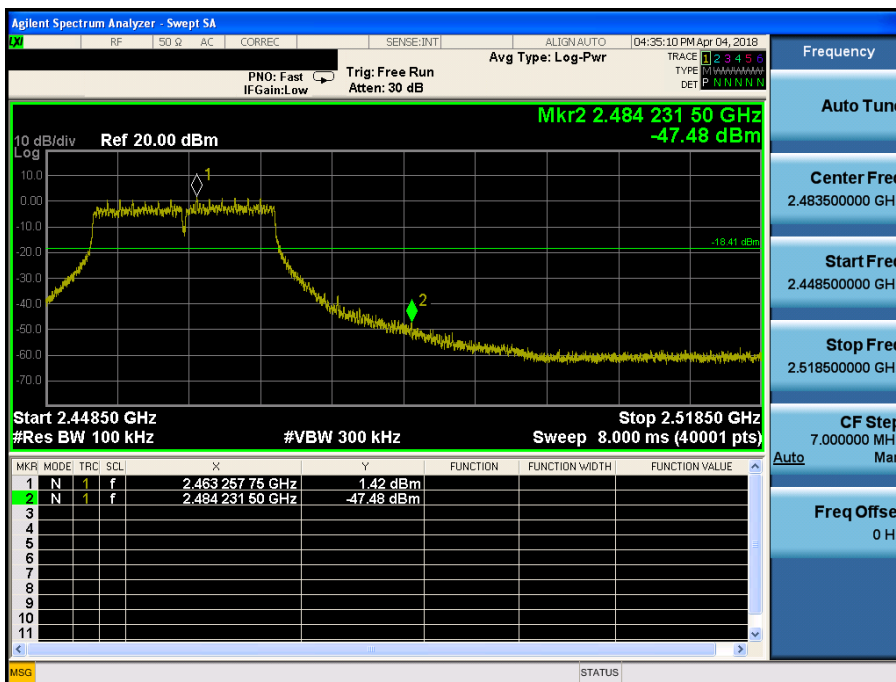 Agilent Spectrum Analyzer - Swept SA
LXI RF 50 Ω AC CORREC SENSE:INT ALIGNAUTO 04:35:10 PM Apr 04, 2018
Frequency
Avg Type: Log-Pwr
TRACE 1 2 3 4 5 6
PNO: Fast Trig: Free Run TYPE MWWWWW
IFGain:Low Atten: 30 dB DET P N N N N N
Auto Tune
Mkr2 2.484 231 50 GHz
10 dB/div Ref 20.00 dBm -47.48 dBm
Log
10.0
0.00
-10.0
-20.0
-30.0
-40.0
-50.0
-60.0
-70.0
1
-18.41 dBm
2
Center Fre
2.483500000 GH
Start Fre
2.448500000 GH
Stop Fre
2.518500000 GH
Start 2.44850 GHz Stop 2.51850 GHz
#Res BW 100 kHz #VBW 300 kHz Sweep 8.000 ms (40001 pts)
CF Step
7.000000 MH
Auto Mar
MKR MODE TRC SCL X Y FUNCTION FUNCTION WIDTH FUNCTION VALUE
1 N 1 f 2.463 257 75 GHz 1.42 dBm
2 N 1 f 2.484 231 50 GHz -47.48 dBm
3
4
5
6
7
8
9
10
11
Freq Offse
0 H
MSG STATUS